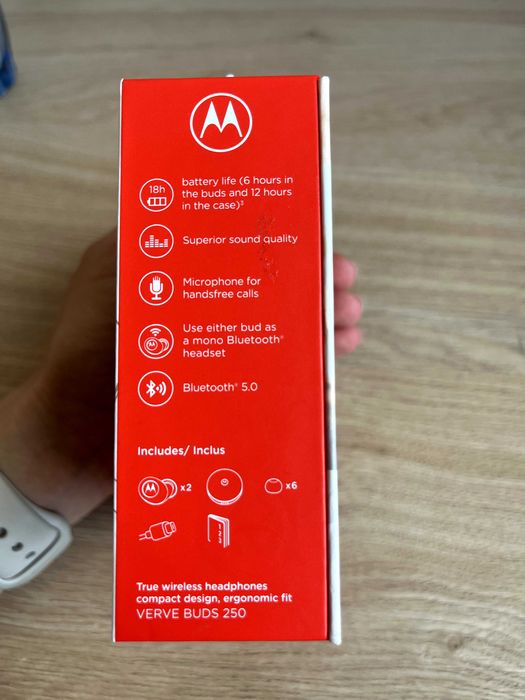 18h
battery life (6 hours in
the buds and 12 hours
in the case)³
Superior sound quality
Microphone for
handsfree calls
Use either bud as
a mono Bluetooth®
headset
Bluetooth® 5.0
Includes/ Inclus
x2
x6
True wireless headphones
compact design, ergonomic fit
VERVE BUDS 250